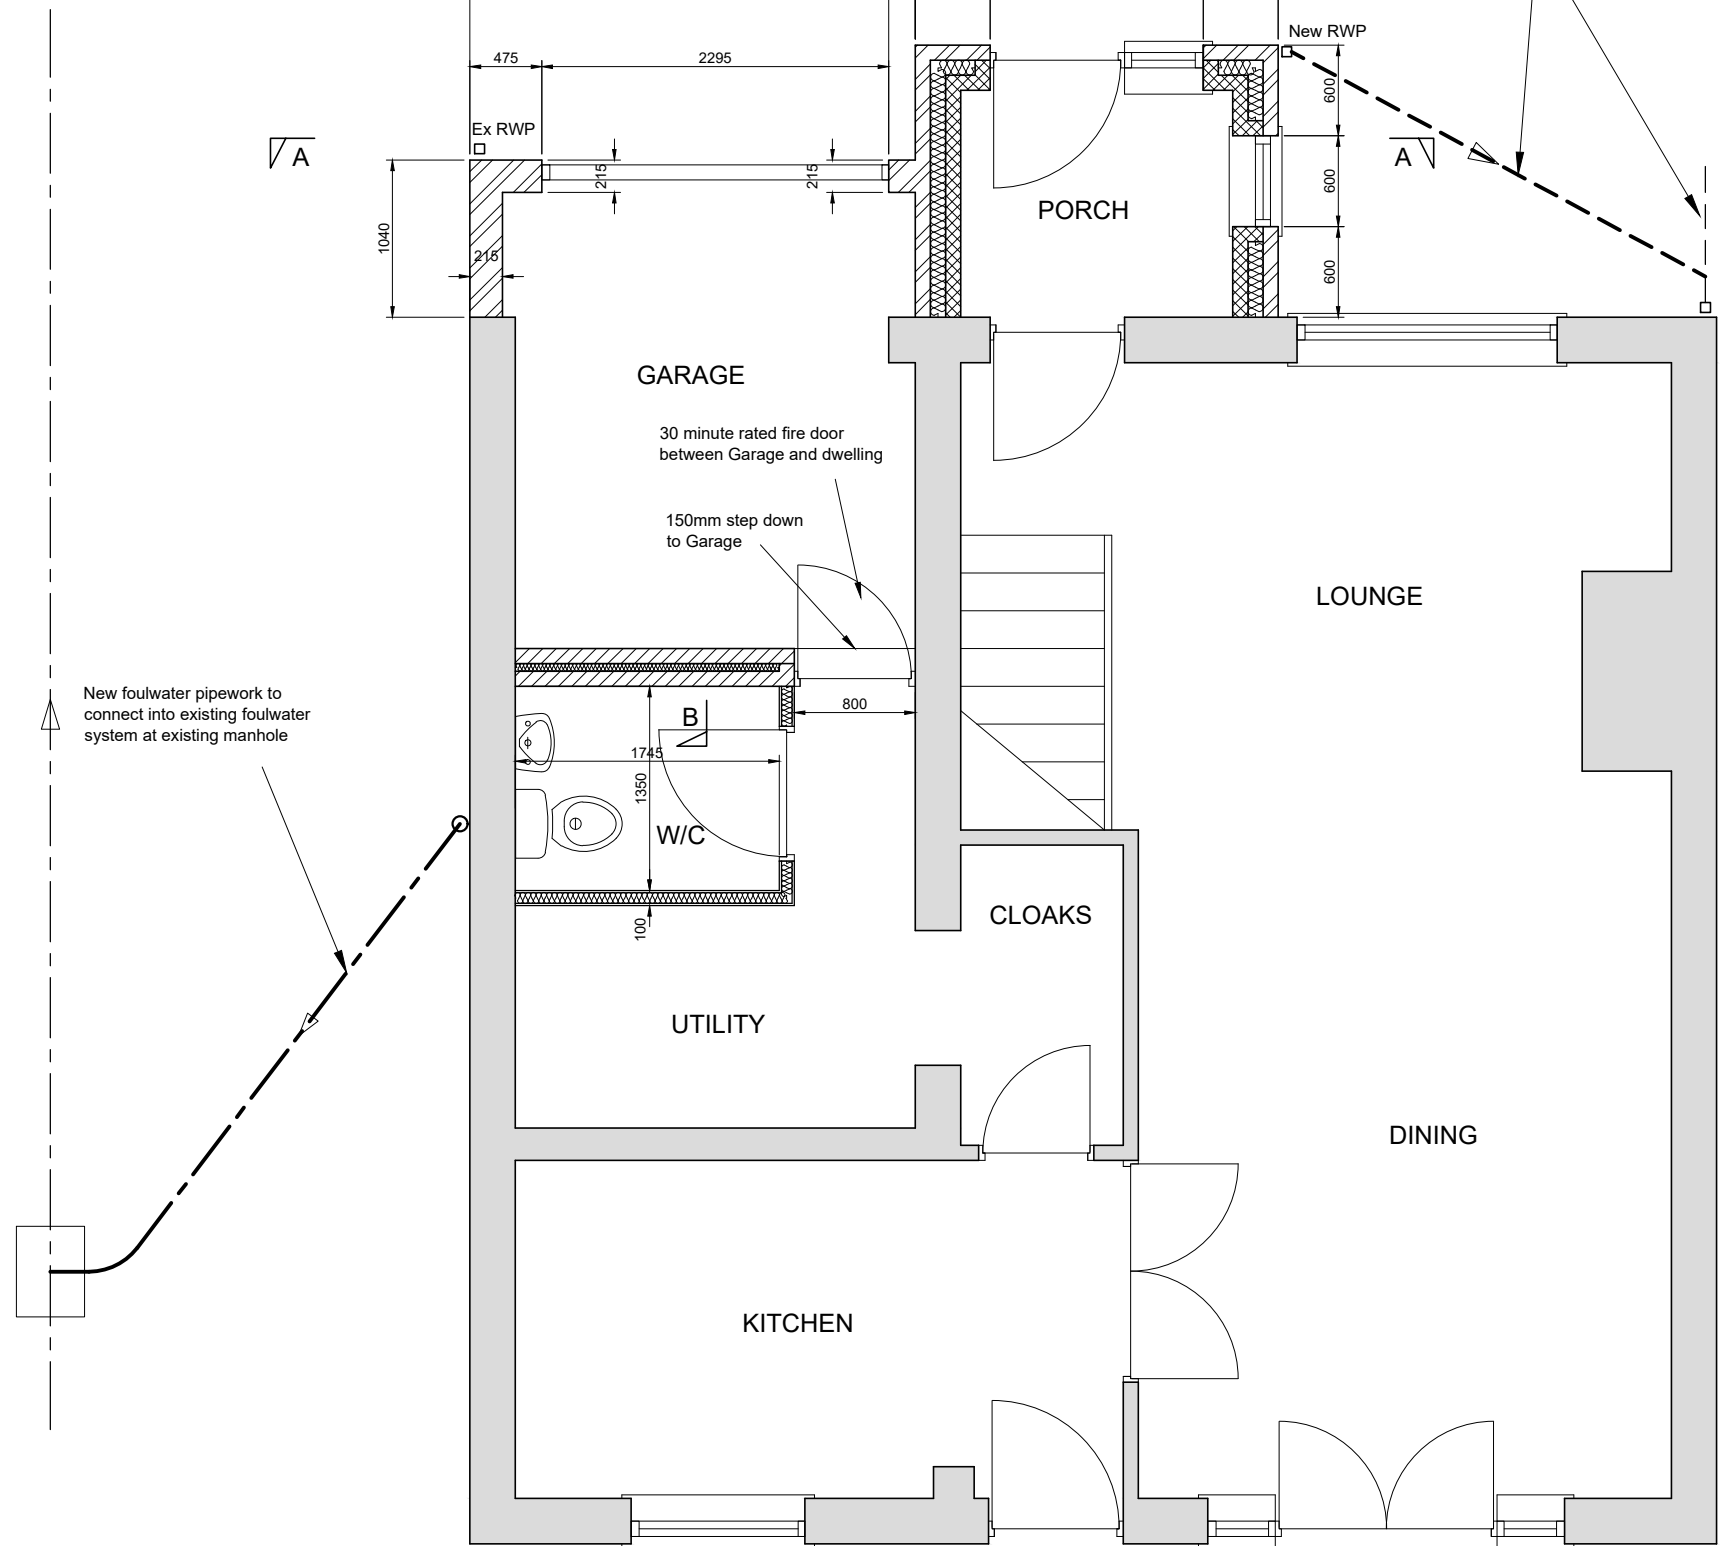 New RWP
475
2295
600
Ex RWP
A
A
215
215
600
PORCH
1040
215
600
GARAGE
30 minute rated fire door
between Garage and dwelling
150mm step down
to Garage
LOUNGE
New foulwater pipework to
connect into existing foulwater
system at existing manhole
800
B
1745
1350
W/C
CLOAKS
100
UTILITY
DINING
KITCHEN